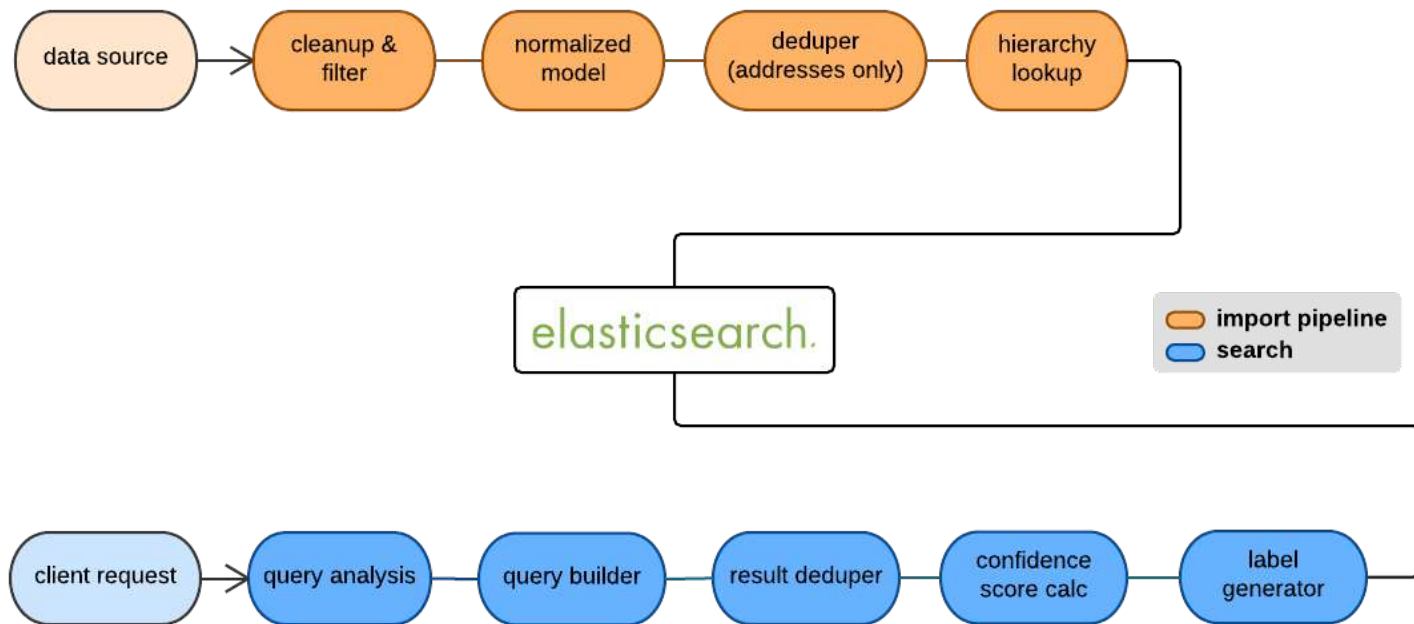 data source
cleanup &
filter
normalized
model
deduper
(addresses only)
hierarchy
lookup
elasticsearch.
import pipeline
search
client request
query analysis
query builder
result deduper
confidence
score calc
label
generator